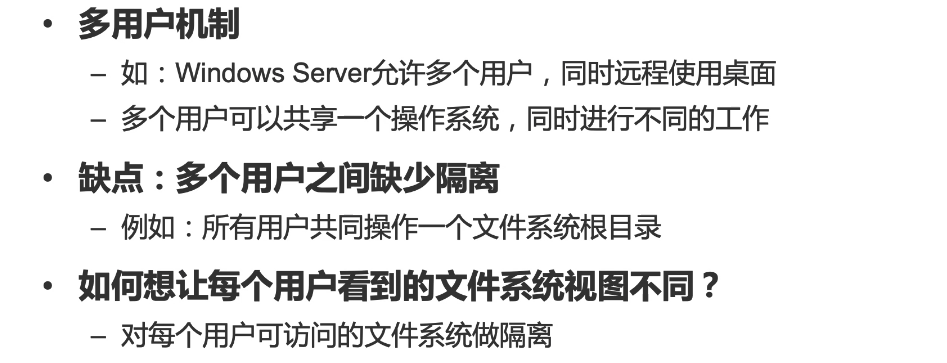 • 多用户机制
– 如：Windows Server允许多个用户，同时远程使用桌面
– 多个用户可以共享一个操作系统，同时进行不同的工作
• 缺点：多个用户之间缺少隔离
– 例如：所有用户共同操作一个文件系统根目录
• 如何想让每个用户看到的文件系统视图不同？
– 对每个用户可访问的文件系统做隔离